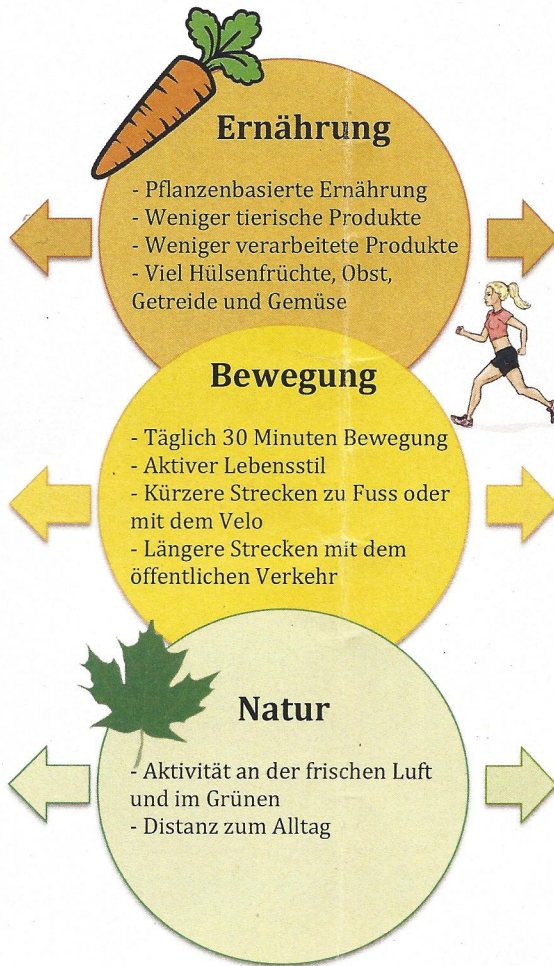 Ernährung
- Pflanzenbasierte Ernährung
- Weniger tierische Produkte
- Weniger verarbeitete Produkte
- Viel Hülsenfrüchte, Obst,
Getreide und Gemüse
Bewegung
- Täglich 30 Minuten Bewegung
- Aktiver Lebensstil
- Kürzere Strecken zu Fuss oder
mit dem Velo
- Längere Strecken mit dem
öffentlichen Verkehr
Natur
- Aktivität an der frischen Luft
und im Grünen
- Distanz zum Alltag